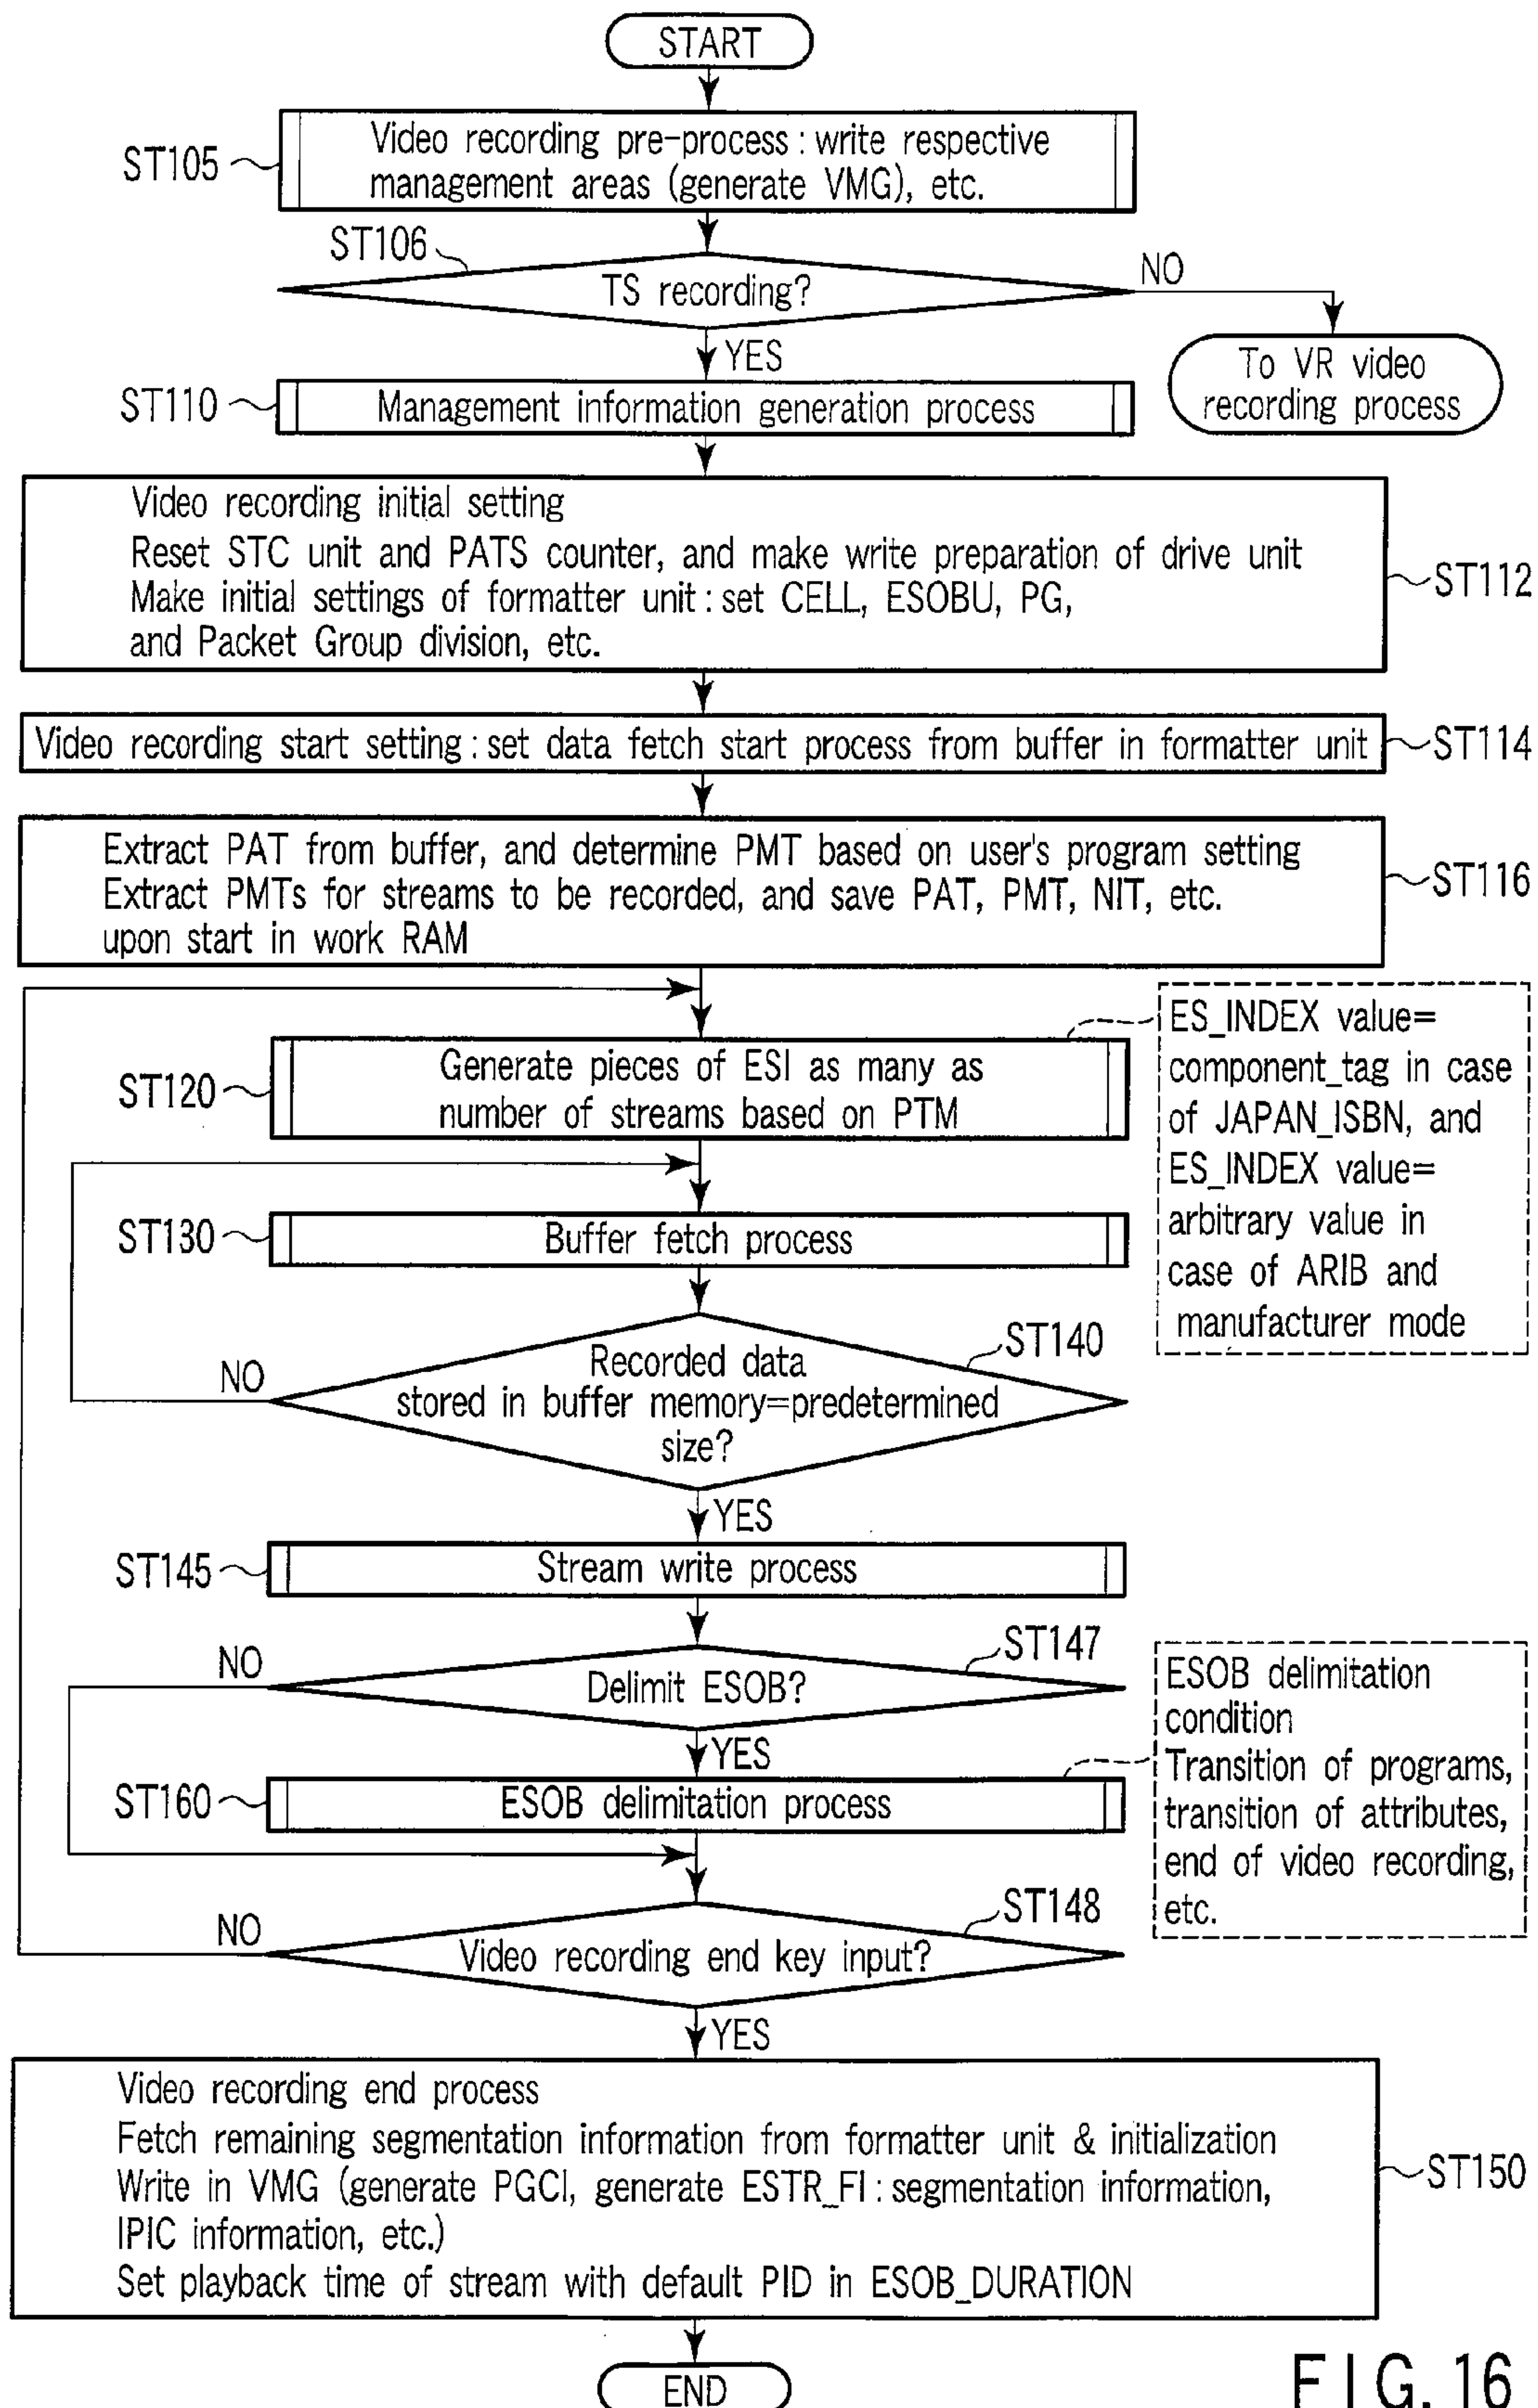 START
ST105
Video recording pre-process : write respective
management areas (generate VMG), etc.
ST106
TS recording?
NO
YES
To VR video
recording process
ST110
Management information generation process
Video recording initial setting
Reset STC unit and PATS counter, and make write preparation of drive unit
Make initial settings of formatter unit : set CELL, ESOBU, PG,
and Packet Group division, etc.
ST112
Video recording start setting : set data fetch start process from buffer in formatter unit
ST114
Extract PAT from buffer, and determine PMT based on user's program setting
Extract PMTs for streams to be recorded, and save PAT, PMT, NIT, etc.
upon start in work RAM
ST116
ST120
Generate pieces of ESI as many as
number of streams based on PTM
ES_INDEX value=
component_tag in case
of JAPAN_ISBN, and
ES_INDEX value=
arbitrary value in
case of ARIB and
manufacturer mode
ST130
Buffer fetch process
ST140
NO
Recorded data
stored in buffer memory=predetermined
size?
YES
ST145
Stream write process
ST147
NO
Delimit ESOB?
YES
ST160
ESOB delimitation process
ESOB delimitation
condition
Transition of programs,
transition of attributes,
end of video recording,
etc.
ST148
NO
Video recording end key input?
YES
Video recording end process
Fetch remaining segmentation information from formatter unit & initialization
Write in VMG (generate PGCI, generate ESTR_FI : segmentation information,
IPIC information, etc.)
Set playback time of stream with default PID in ESOB_DURATION
ST150
END
FIG. 16